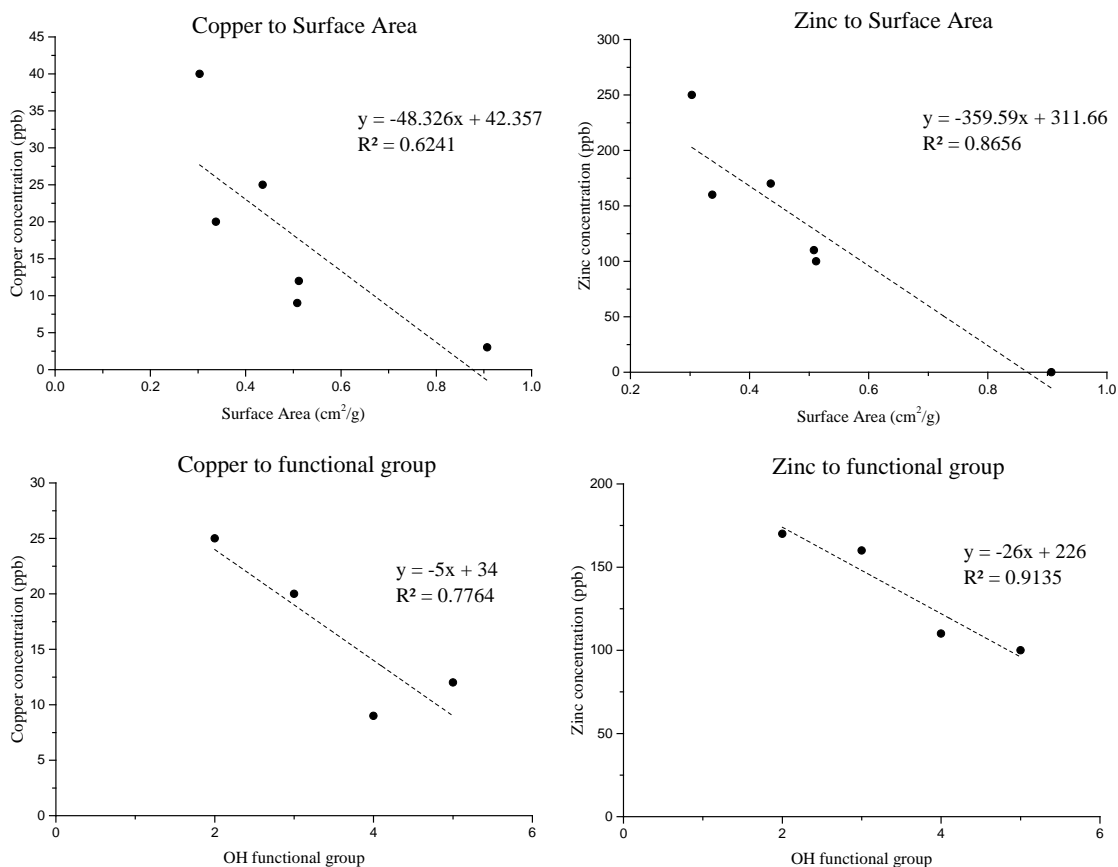 Copper to Surface Area
45
40
35
30
25
20
15
10
5
0
Copper concentration (ppb)
y = -48.326x + 42.357
R² = 0.6241
0.0 0.2 0.4 0.6 0.8 1.0
Surface Area (cm²/g)
Zinc to Surface Area
300
250
200
150
100
50
0
Zinc concentration (ppb)
y = -359.59x + 311.66
R² = 0.8656
0.2 0.4 0.6 0.8 1.0
Surface Area (cm²/g)
Copper to functional group
30
25
20
15
10
5
0
Copper concentration (ppb)
y = -5x + 34
R² = 0.7764
0 2 4 6
OH functional group
Zinc to functional group
200
150
100
50
0
Zinc concentration (ppb)
y = -26x + 226
R² = 0.9135
0 2 4 6
OH functional group